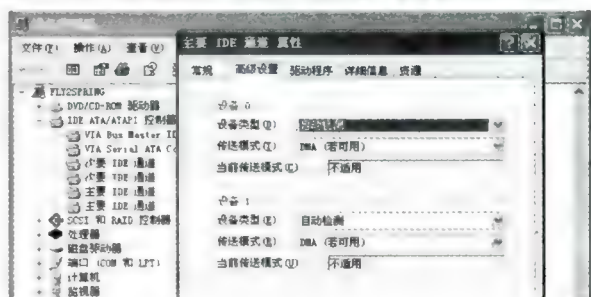 主要 IDE 通道 属性
文件(F) 操作(A) 查看(V)
常规 高级设置 驱动程序 详细信息 资源
FLY2SPRING
DVD/CD-ROM 驱动器
IDE ATA/ATAPI 控制器
VIA Bus Master ID
VIA Serial ATA Co
次要 IDE 通道
次要 IDE 通道
主要 IDE 通道
主要 IDE 通道
SCSI 和 RAID 控制器
处理器
磁盘驱动器
端口 (COM 和 LPT)
计算机
监视器
设备 0
设备类型(D)
传送模式(T) DMA (若可用)
当前传送模式(C) 不适用
设备 1
设备类型(E) 自动检测
传送模式(R) DMA (若可用)
当前传送模式(U) 不适用